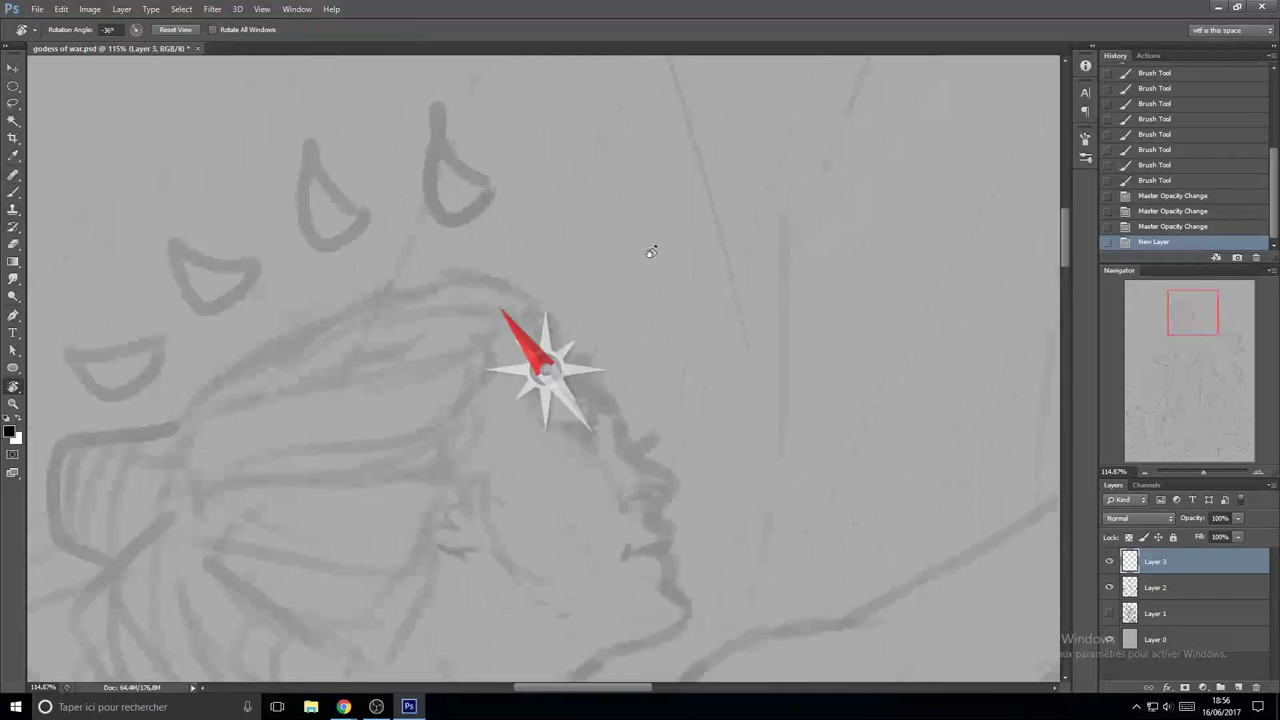 Ps File Edit Image Layer Type Select Filter 3D View Window Help
Rotation Angle: -36° Reset View Rotate All Windows wtf is this space
godess of war.psd @ 115% (Layer 3, RGB/8) * ×
History Actions
Brush Tool
Brush Tool
Brush Tool
Brush Tool
Brush Tool
Brush Tool
Brush Tool
Brush Tool
Master Opacity Change
Master Opacity Change
Master Opacity Change
New Layer
Navigator
114,87%
Layers Channels
Kind
Normal Opacity: 100%
Locks: Fill: 100%
Layer 3
Layer 2
Layer 1
Layer 0
Windows
aux paramètres pour activer Windows.
114,87% Doc: 64,4M/176,8M
Taper ici pour rechercher
Ps
18:56
16/06/2017